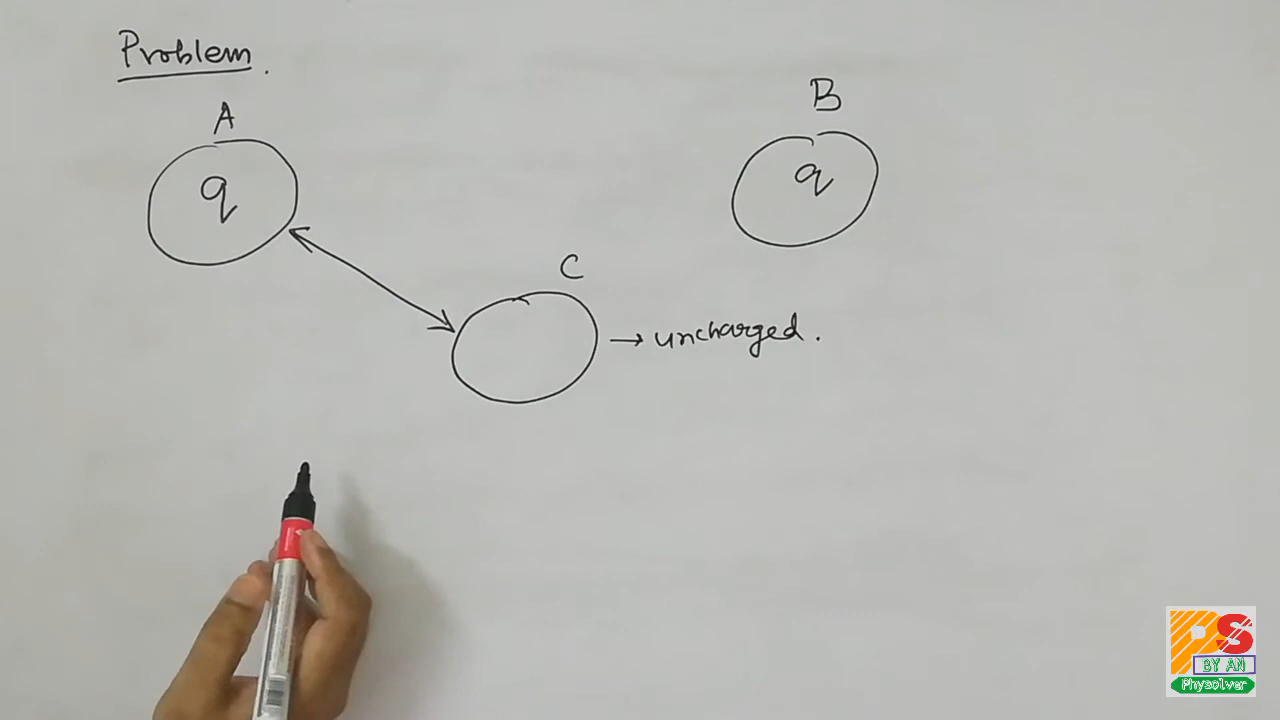 Problem.
A
B
q
q
C
→ uncharged.
PS
BY AN
Physolver